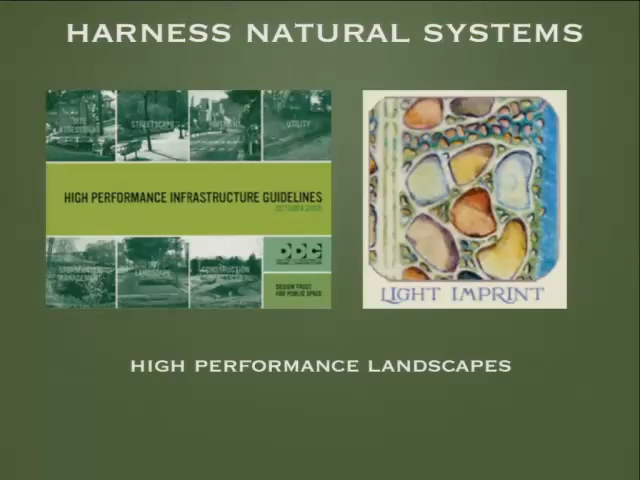 HARNESS NATURAL SYSTEMS
STREETSCAPE
UTILITY
HIGH PERFORMANCE INFRASTRUCTURE GUIDELINES
OCTOBER 2005
DDC
DESIGN TRUST
FOR PUBLIC SPACE
LIGHT IMPRINT
HIGH PERFORMANCE LANDSCAPES